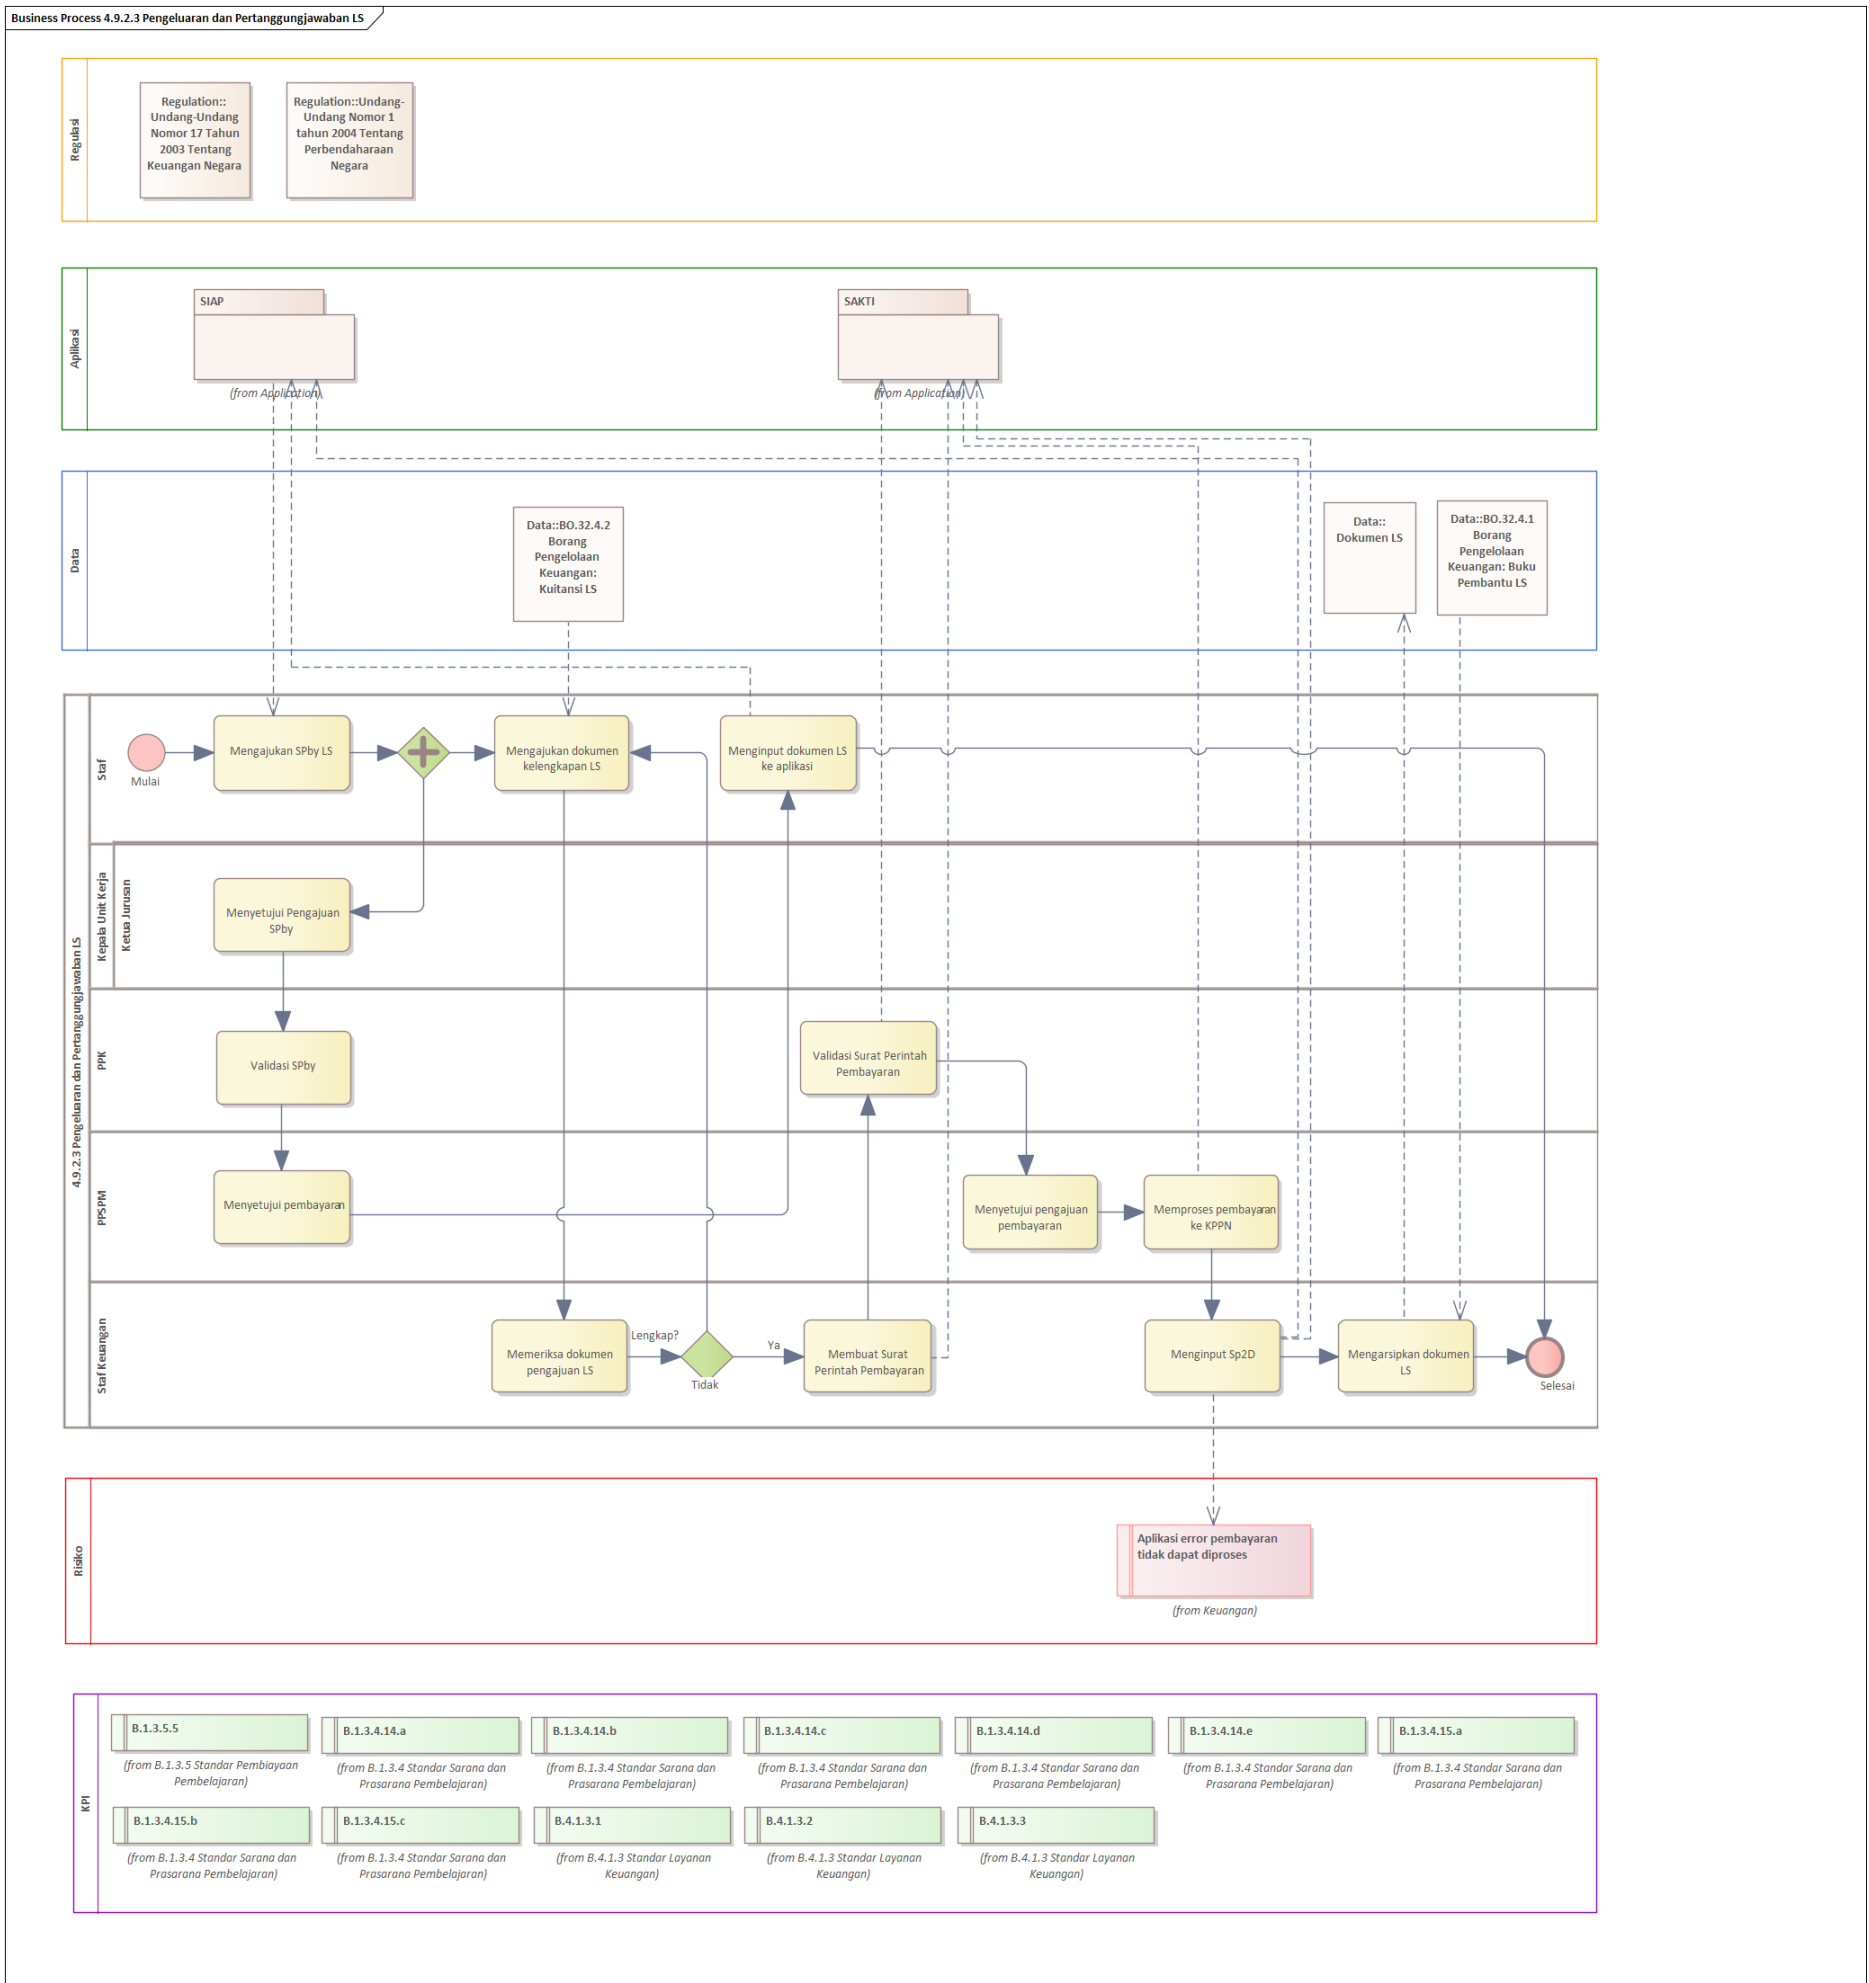 Business Process 4.9.2.3 Pengeluaran dan Pertanggungjawaban LS
Regulasi
Regulation::
Undang-Undang
Nomor 17 Tahun
2003 Tentang
Keuangan Negara
Regulation::Undang-
Undang Nomor 1
tahun 2004 Tentang
Perbendaharaan
Negara
Aplikasi
SIAP
(from Application)
SAKTI
(from Application)
Data
Data::BO.32.4.2
Borang
Pengelolaan
Keuangan:
Kuitansi LS
Data::
Dokumen LS
Data::BO.32.4.1
Borang
Pengelolaan
Keuangan: Buku
Pembantu LS
4.9.2.3 Pengeluaran dan Pertanggungjawaban LS
Staf
Mulai
Mengajukan SPby LS
Mengajukan dokumen
kelengkapan LS
Menginput dokumen LS
ke aplikasi
Kepala Unit Kerja
Ketua Jurusan
Menyetujui Pengajuan
SPby
PPK
Validasi SPby
Validasi Surat Perintah
Pembayaran
PPSPM
Menyetujui pembayaran
Menyetujui pengajuan
pembayaran
Memproses pembayaran
ke KPPN
Staf Keuangan
Memeriksa dokumen
pengajuan LS
Lengkap?
Tidak
Ya
Membuat Surat
Perintah Pembayaran
Menginput Sp2D
Mengarsipkan dokumen
LS
Selesai
Risiko
Aplikasi error pembayaran
tidak dapat diproses
(from Keuangan)
KPI
B.1.3.5.5
(from B.1.3.5 Standar Pembiayaan
Pembelajaran)
B.1.3.4.14.a
(from B.1.3.4 Standar Sarana dan
Prasarana Pembelajaran)
B.1.3.4.14.b
(from B.1.3.4 Standar Sarana dan
Prasarana Pembelajaran)
B.1.3.4.14.c
(from B.1.3.4 Standar Sarana dan
Prasarana Pembelajaran)
B.1.3.4.14.d
(from B.1.3.4 Standar Sarana dan
Prasarana Pembelajaran)
B.1.3.4.14.e
(from B.1.3.4 Standar Sarana dan
Prasarana Pembelajaran)
B.1.3.4.15.a
(from B.1.3.4 Standar Sarana dan
Prasarana Pembelajaran)
B.1.3.4.15.b
(from B.1.3.4 Standar Sarana dan
Prasarana Pembelajaran)
B.1.3.4.15.c
(from B.1.3.4 Standar Sarana dan
Prasarana Pembelajaran)
B.4.1.3.1
(from B.4.1.3 Standar Layanan
Keuangan)
B.4.1.3.2
(from B.4.1.3 Standar Layanan
Keuangan)
B.4.1.3.3
(from B.4.1.3 Standar Layanan
Keuangan)